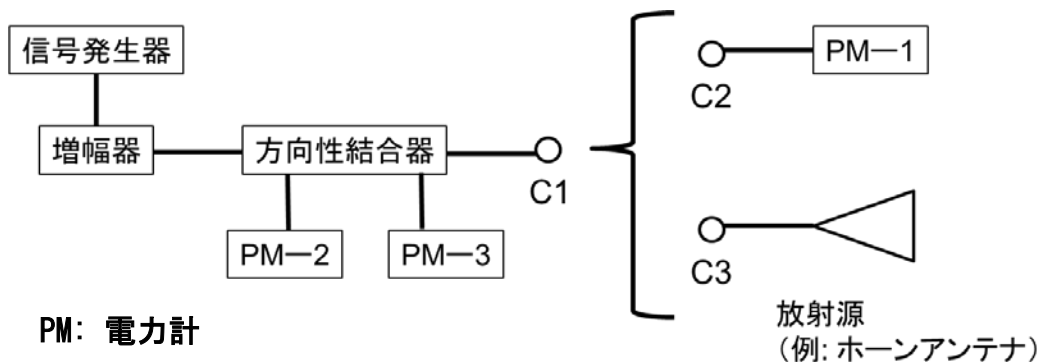 信号発生器
増幅器
方向性結合器
PM—2
PM—3
C1
C2
PM—1
C3
放射源
(例: ホーンアンテナ)
PM: 電力計